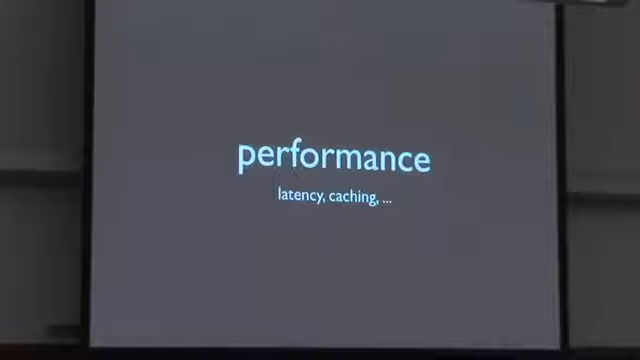 performance
latency, caching, ...